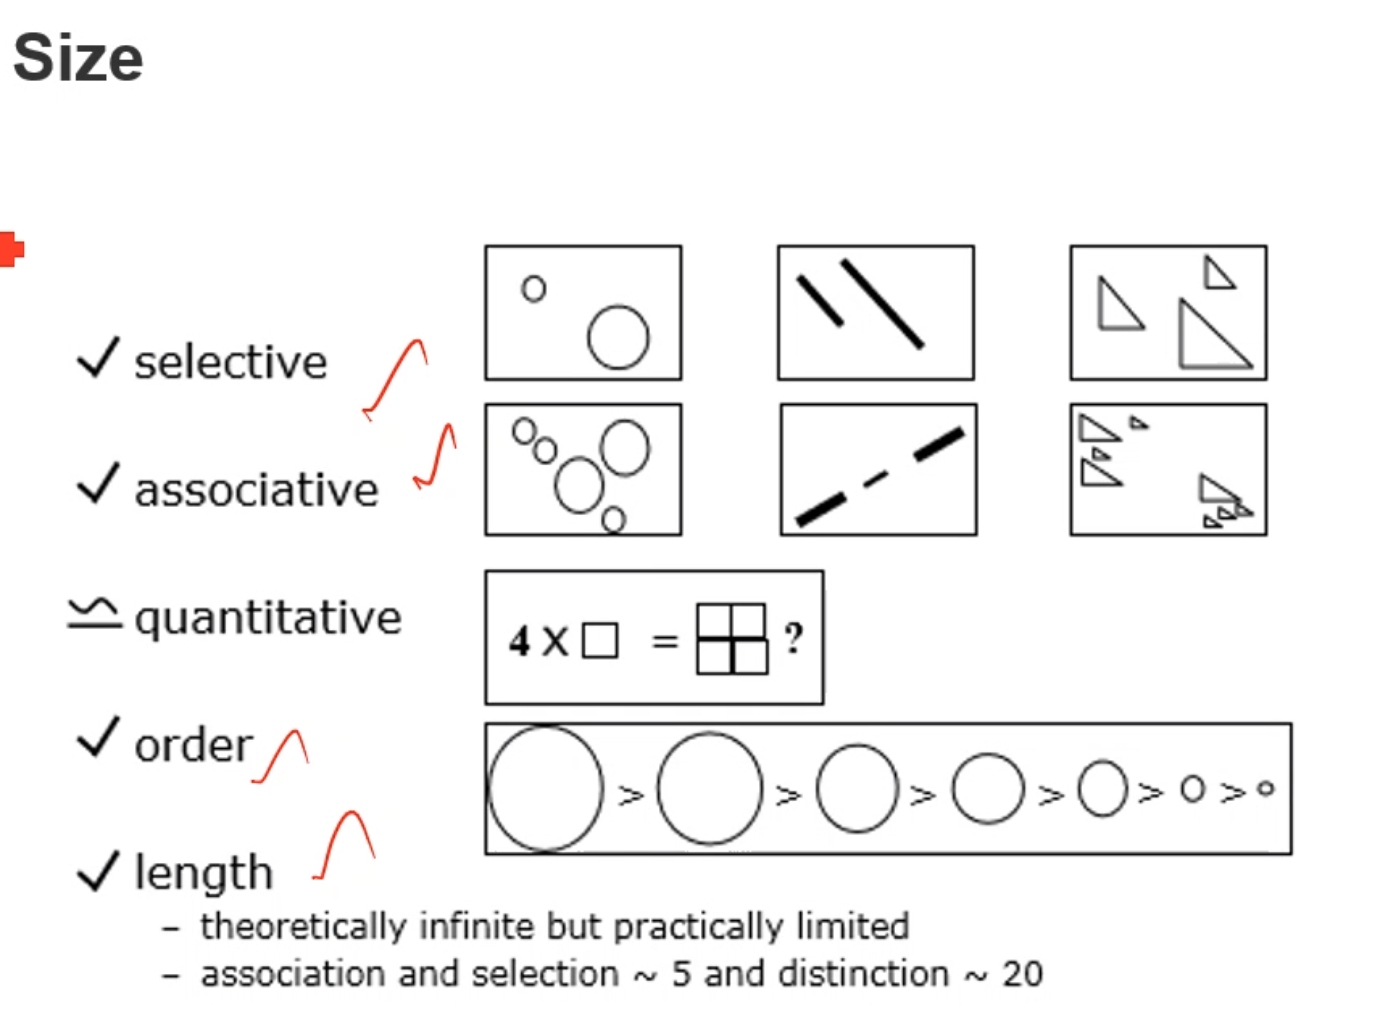 Size
selective
associative
quantitative
4 X □ = ?
order
> > > > > >
length
– theoretically infinite but practically limited
– association and selection ~ 5 and distinction ~ 20